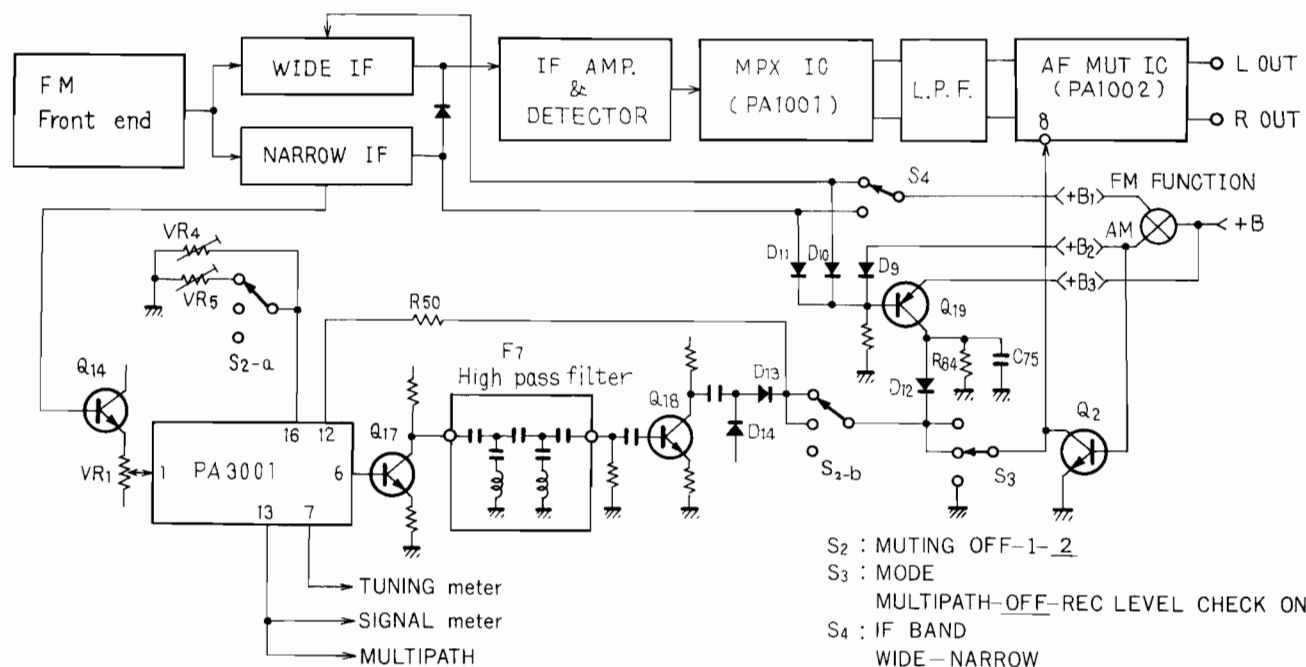 FM
Front end
WIDE IF
NARROW IF
IF AMP.
&
DETECTOR
MPX IC
(PA1001)
L.P.F.
AF MUT IC
(PA1002)
8
L OUT
R OUT
S4
FM FUNCTION
+B1
+B
AM
+B2
+B3
D11
D10
D9
Q19
VR4
VR5
S2-a
R50
F7
High pass filter
R84
C75
D12
Q14
VR1
16
12
1
PA3001
6
13
7
Q17
Q18
D13
D14
S2-b
S3
Q2
TUNING meter
SIGNAL meter
MULTIPATH
S2 : MUTING OFF-1-2
S3 : MODE
MULTIPATH-OFF-REC LEVEL CHECK ON
S4 : IF BAND
WIDE-NARROW